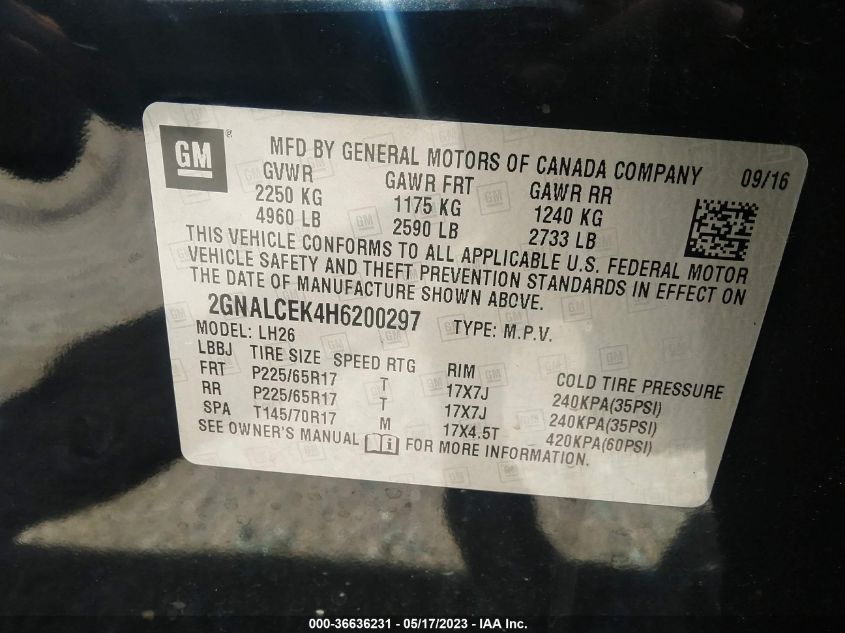 GM ®
MFD BY GENERAL MOTORS OF CANADA COMPANY 09/16
GVWR GAWR FRT GAWR RR
2250 KG 1175 KG 1240 KG
4960 LB 2590 LB 2733 LB
THIS VEHICLE CONFORMS TO ALL APPLICABLE U.S. FEDERAL MOTOR
VEHICLE SAFETY AND THEFT PREVENTION STANDARDS IN EFFECT ON
THE DATE OF MANUFACTURE SHOWN ABOVE.
2GNALCEK4H6200297 TYPE: M.P.V.
MODEL: LH26
LBBJ TIRE SIZE SPEED RTG RIM COLD TIRE PRESSURE
FRT P225/65R17 T 17X7J 240KPA(35PSI)
RR P225/65R17 T 17X7J 240KPA(35PSI)
SPA T145/70R17 M 17X4.5T 420KPA(60PSI)
SEE OWNER'S MANUAL FOR MORE INFORMATION.
000-36636231 - 05/17/2023 - IAA Inc.